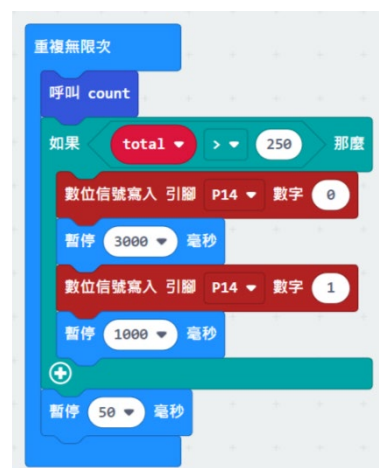 重複無限次
呼叫 count
如果 total > 250 那麼
數位信號寫入 引腳 P14 數字 0
暫停 3000 毫秒
數位信號寫入 引腳 P14 數字 1
暫停 1000 毫秒
暫停 50 毫秒